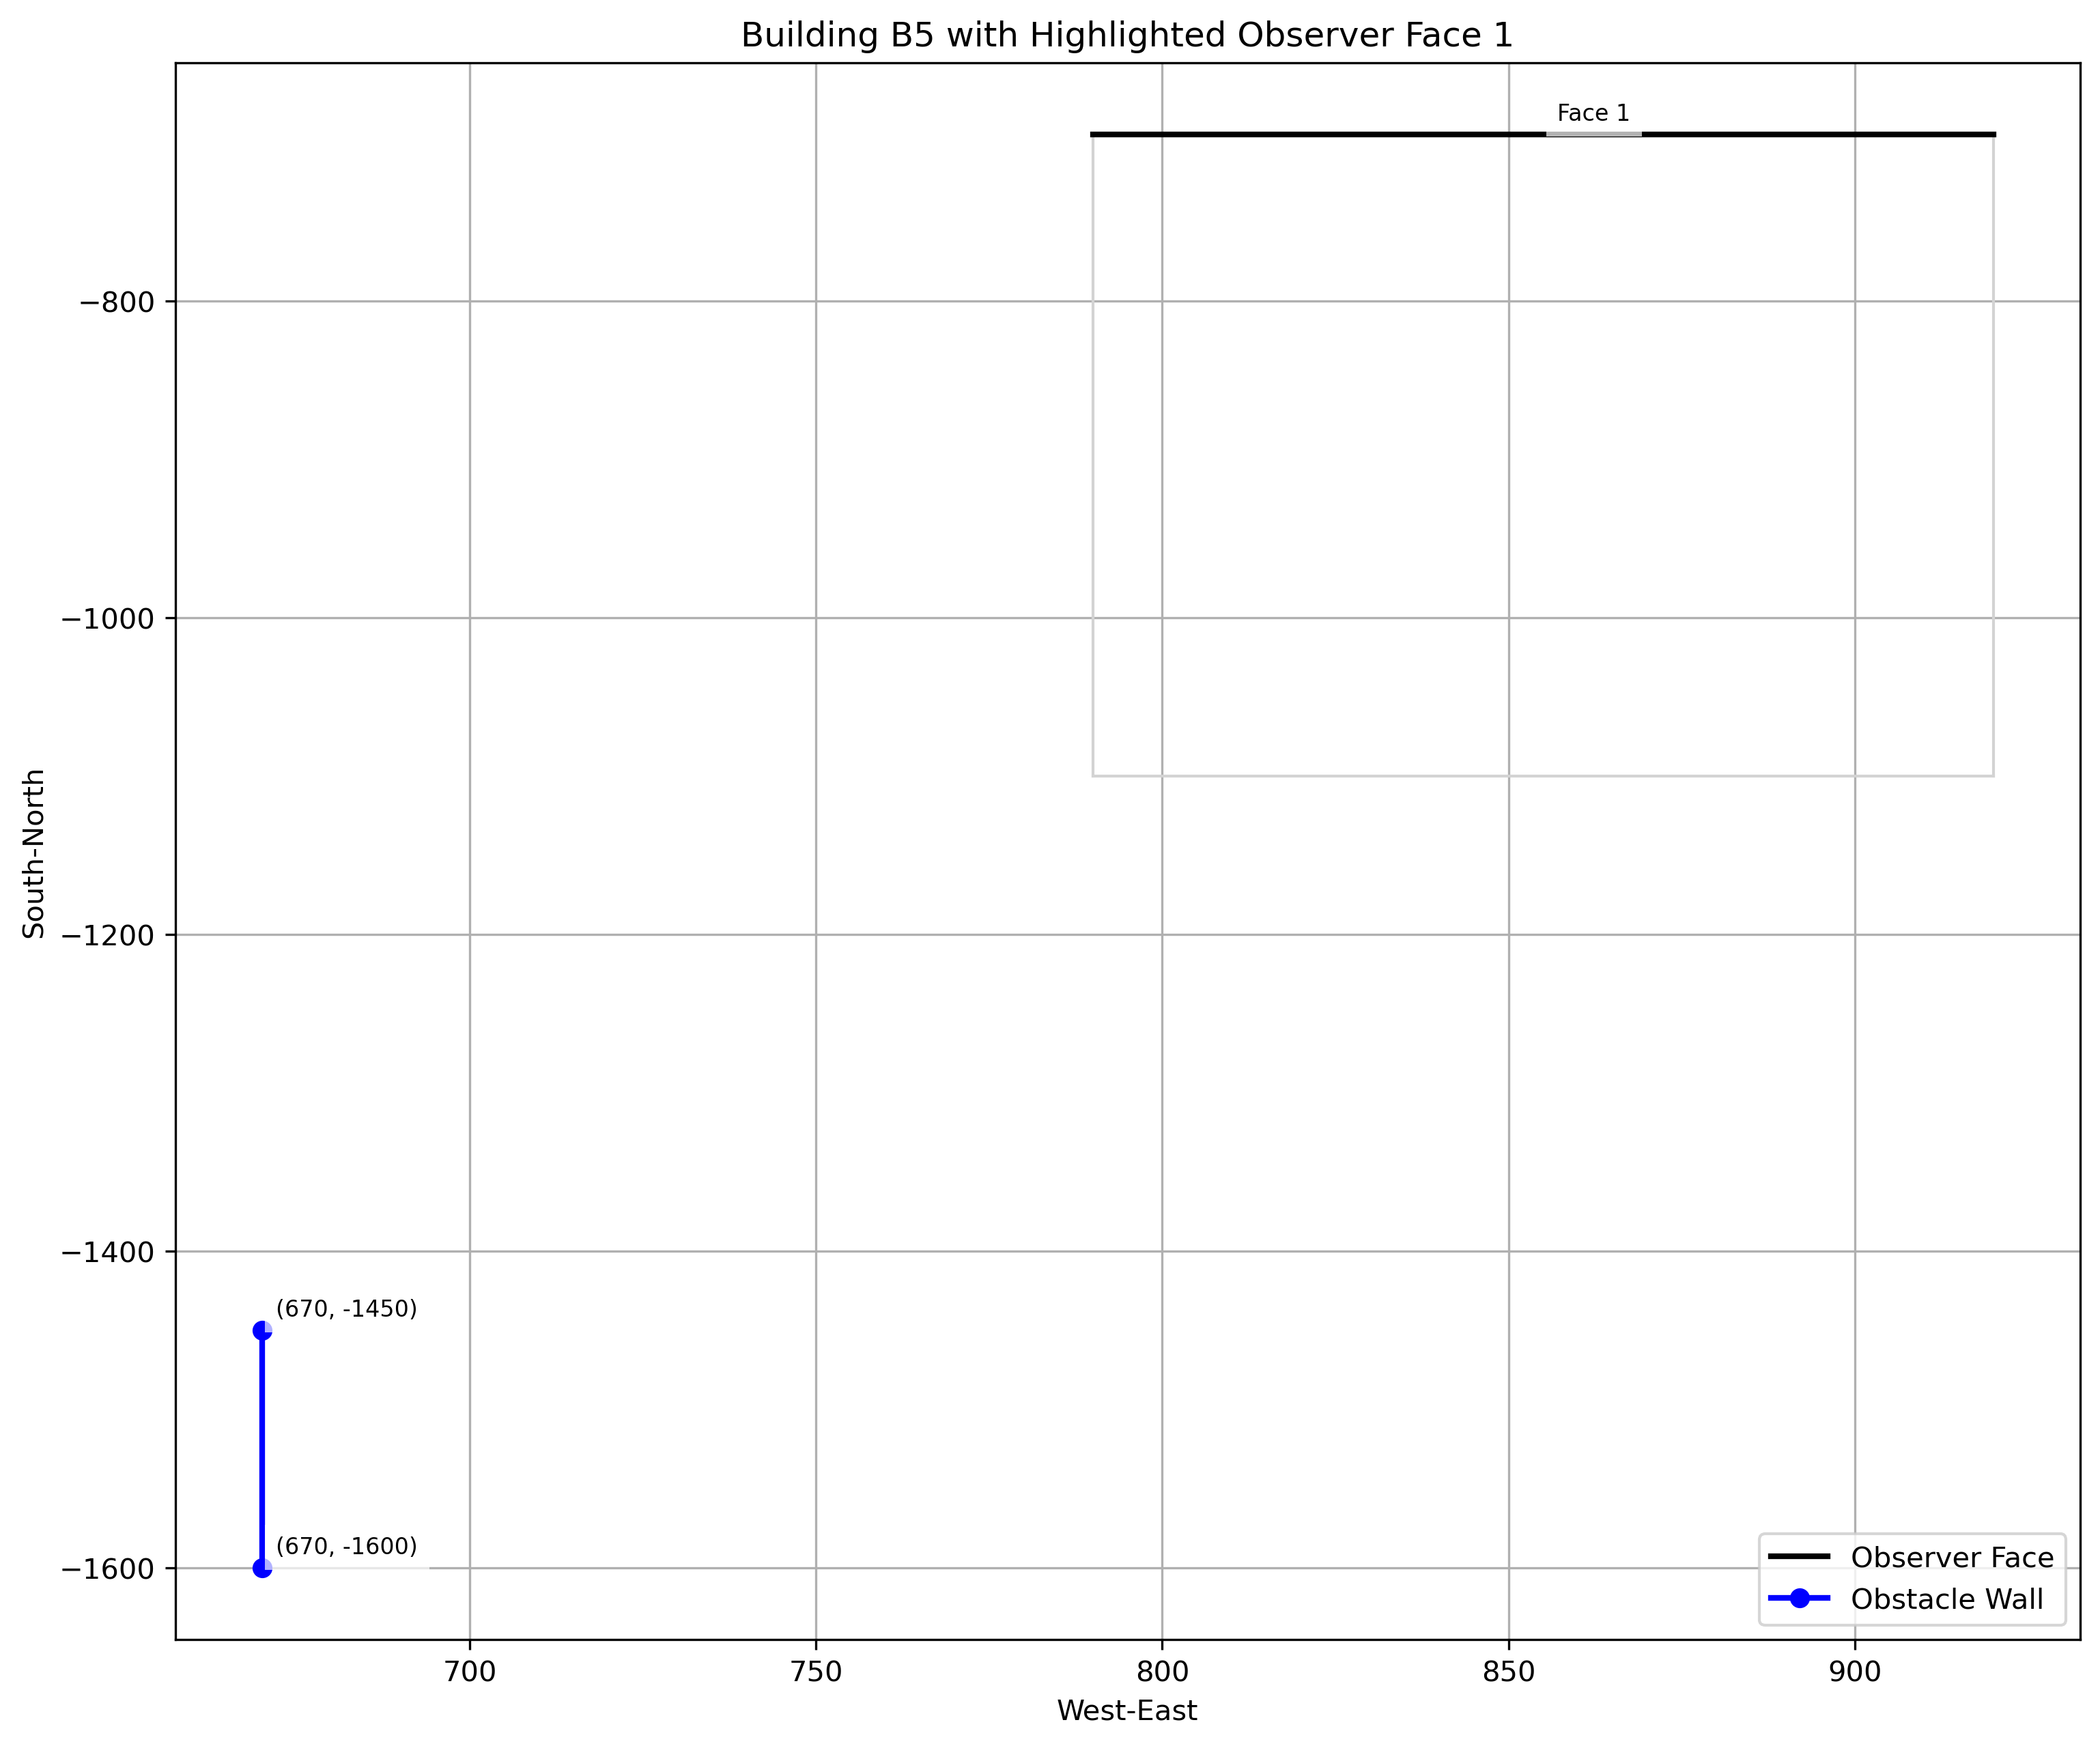 Building B5 with Highlighted Observer Face 1
Face 1
−800
−1000
−1200
−1400
−1600
South-North
(670, -1450)
(670, -1600)
Observer Face
Obstacle Wall
700
750
800
850
900
West-East